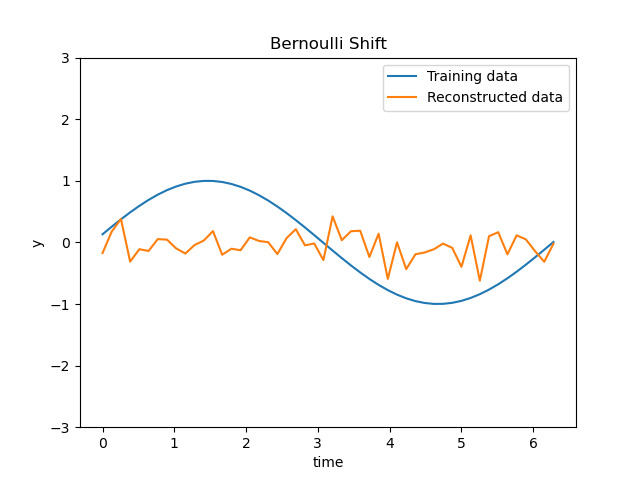 Bernoulli Shift
Training data
Reconstructed data
3
2
1
0
−1
−2
−3
y
0 1 2 3 4 5 6
time